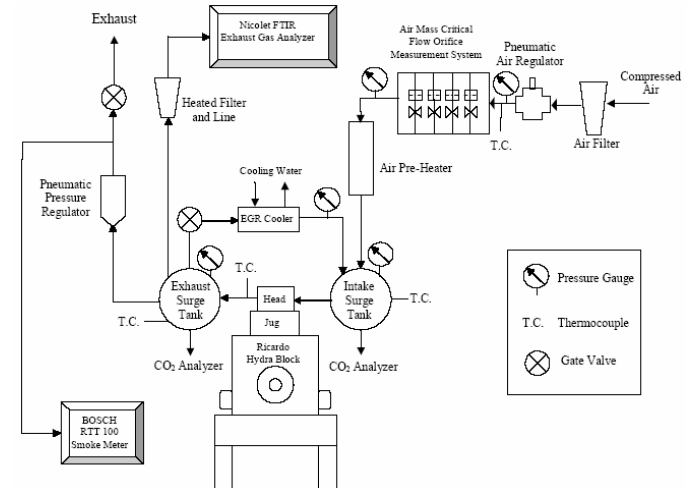 Exhaust
Nicolet FTIR
Exhaust Gas Analyzer
Air Mass Critical
Flow Orifice
Measurement System
Pneumatic
Air Regulator
Compressed
Air
Heated Filter
and Line
T.C.
Air Filter
Air Pre-Heater
Pneumatic
Pressure
Regulator
Cooling Water
EGR Cooler
Exhaust
Surge
Tank
T.C.
Head
Intake
Surge
Tank
T.C.
T.C.
Jug
CO₂ Analyzer
Ricardo
Hydra Block
CO₂ Analyzer
Pressure Gauge
T.C. Thermocouple
Gate Valve
BOSCH
RTT 100
Smoke Meter